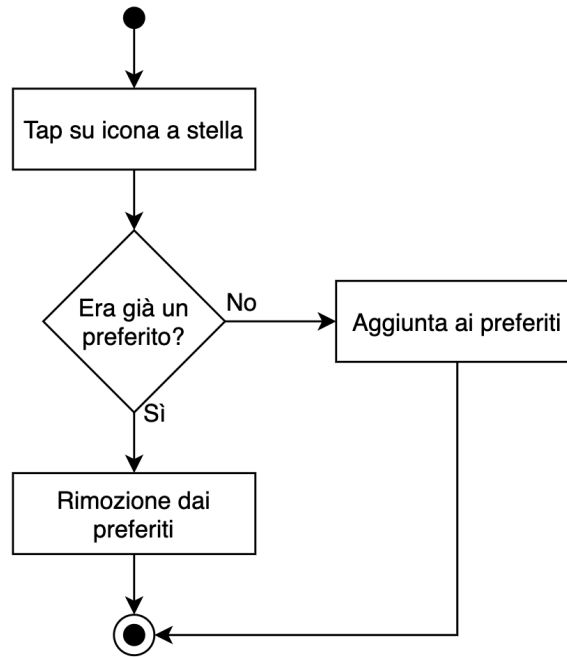 Tap su icona a stella
Era già un
preferito?
No
Aggiunta ai preferiti
Sì
Rimozione dai
preferiti